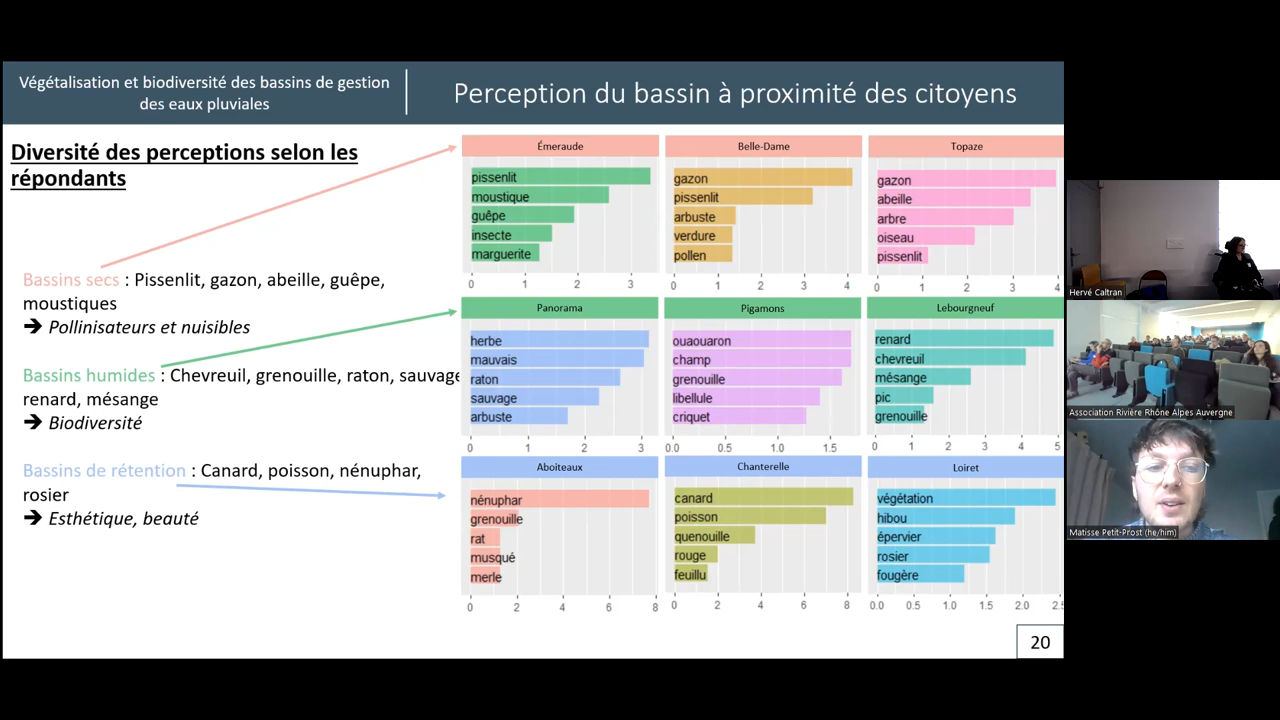 Végétalisation et biodiversité des bassins de gestion
des eaux pluviales
Perception du bassin à proximité des citoyens
Diversité des perceptions selon les
répondants
Bassins secs : Pissenlit, gazon, abeille, guêpe,
moustiques
➔ Pollinisateurs et nuisibles
Bassins humides : Chevreuil, grenouille, raton, sauvage
renard, mésange
➔ Biodiversité
Bassins de rétention : Canard, poisson, nénuphar,
rosier
➔ Esthétique, beauté
Émeraude
pissenlit
moustique
guêpe
insecte
marguerite
0 1 2 3
Belle-Dame
gazon
pissenlit
arbuste
verdure
pollen
0 1 2 3 4
Topaze
gazon
abeille
arbre
oiseau
pissenlit
0 1 2 3 4
Panorama
herbe
mauvais
raton
sauvage
arbuste
0 1 2 3
Pigamons
ouaouaron
champ
grenouille
libellule
criquet
0.0 0.5 1.0 1.5
Lebourgneuf
renard
chevreuil
mésange
pic
grenouille
0 1 2 3 4 5
Aboiteaux
nénuphar
grenouille
rat
musqué
merle
0 2 4 6 8
Chanterelle
canard
poisson
quenouille
rouge
feuillu
0 2 4 6 8
Loiret
végétation
hibou
épervier
rosier
fougère
0.0 0.5 1.0 1.5 2.0 2.5
20
Hervé Caltran
Association Rivière Rhône Alpes Auvergne
Matisse Petit-Prost (he/him)